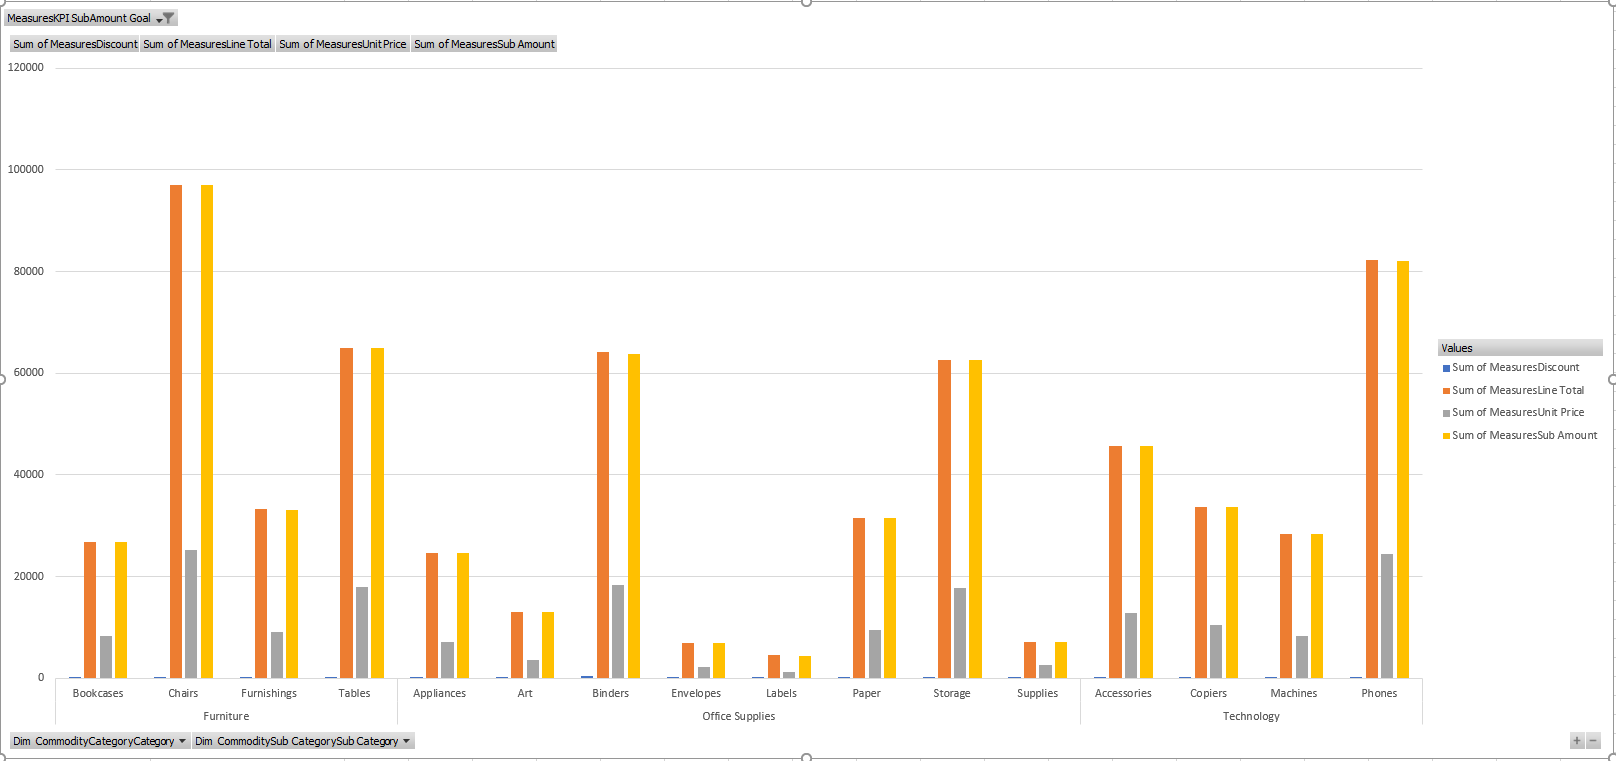 MeasuresKPI SubAmount Goal
Sum of MeasuresDiscount Sum of MeasuresLine Total Sum of MeasuresUnit Price Sum of MeasuresSub Amount
120000
100000
80000
60000
40000
20000
0
Bookcases Chairs Furnishings Tables Appliances Art Binders Envelopes Labels Paper Storage Supplies Accessories Copiers Machines Phones
Furniture Office Supplies Technology
Values
Sum of MeasuresDiscount
Sum of MeasuresLine Total
Sum of MeasuresUnit Price
Sum of MeasuresSub Amount
Dim CommodityCategoryCategory Dim CommoditySub CategorySub Category
+ −